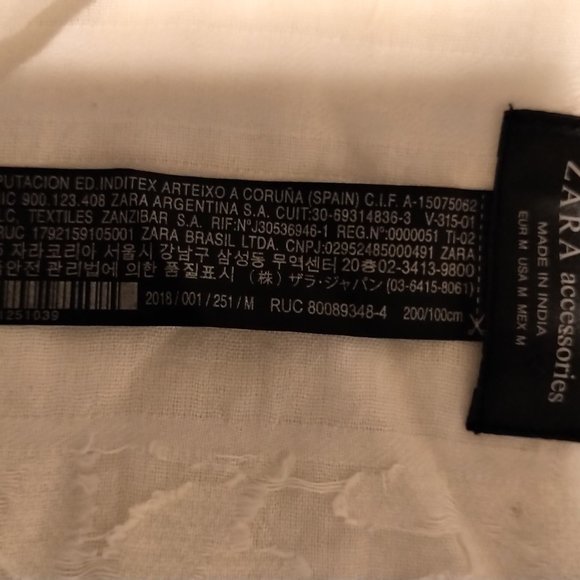 PUTACION ED.INDITEX ARTEIXO A CORUÑA (SPAIN) C.I.F. A-15075062
IC 900.123.408 ZARA ARGENTINA S.A. CUIT:30-69314836-3 V-315-01
LC, TEXTILES ZANZIBAR S.A. RIF:NºJ30536946-1 REG.Nº:0000051 TI-02
RUC 1792159105001 ZARA BRASIL LTDA. CNPJ:02952485000491 ZARA
자라코리아 서울시 강남구 삼성동 무역센터 20층02-3413-9800
안전 관리법에 의한 품질표시 (株) ザラ・ジャパン (03-6415-8061)
2018 / 001 / 251 / M RUC 80089348-4 200/100cm
1251039
ZARA accessories
MADE IN INDIA
EUR M USA M MEX M